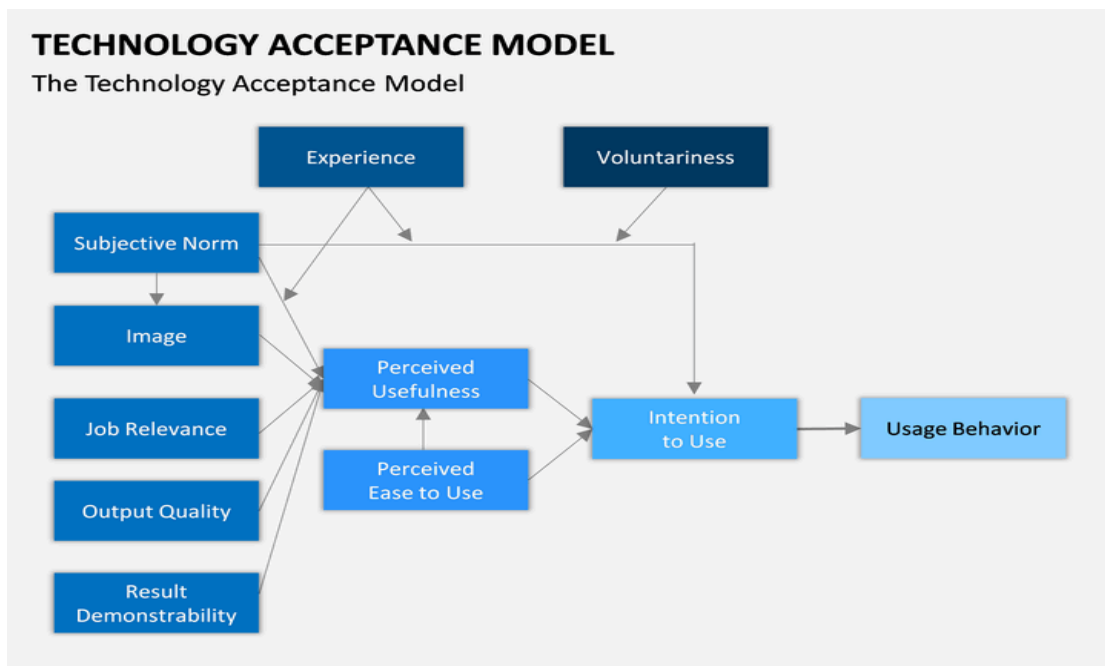 TECHNOLOGY ACCEPTANCE MODEL
The Technology Acceptance Model
Experience
Voluntariness
Subjective Norm
Image
Perceived
Usefulness
Job Relevance
Intention
to Use
Usage Behavior
Perceived
Ease to Use
Output Quality
Result
Demonstrability